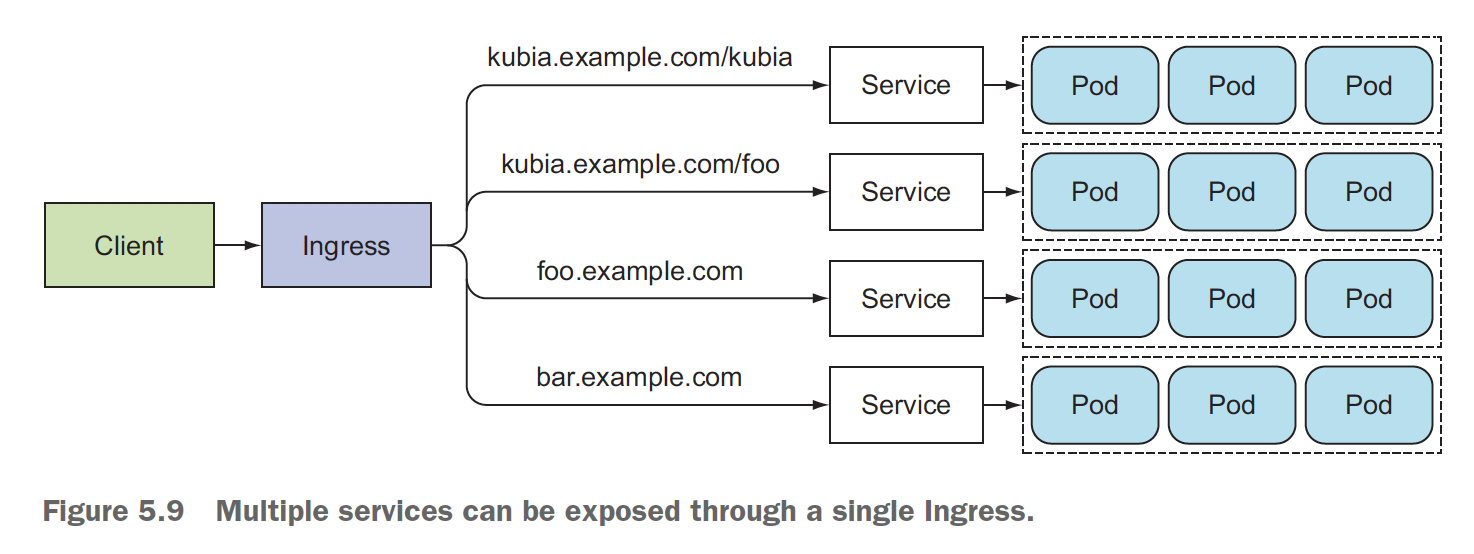 kubia.example.com/kubia
Service
Pod
Pod
Pod
kubia.example.com/foo
Service
Pod
Pod
Pod
Client
Ingress
foo.example.com
Service
Pod
Pod
Pod
bar.example.com
Service
Pod
Pod
Pod
Figure 5.9 Multiple services can be exposed through a single Ingress.